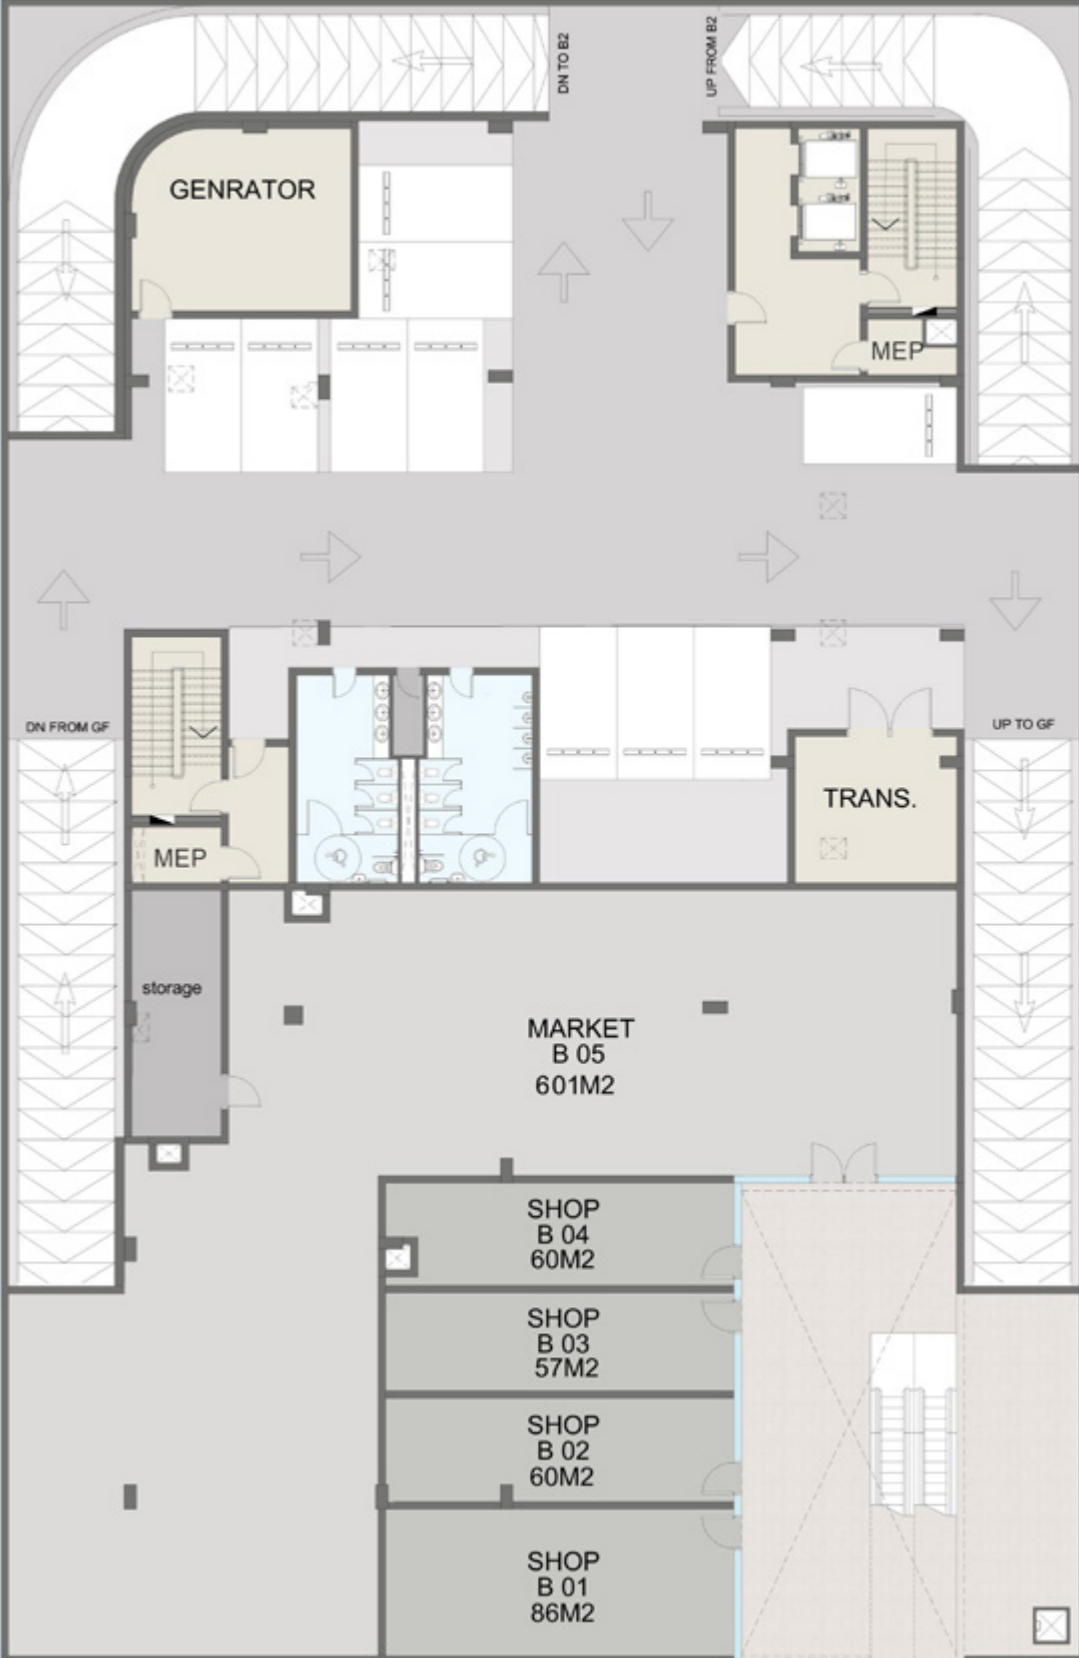 DN TO B2
UP FROM B2
GENRATOR
MEP
DN FROM GF
UP TO GF
TRANS.
MEP
storage
MARKET
B 05
601M2
SHOP
B 04
60M2
SHOP
B 03
57M2
SHOP
B 02
60M2
SHOP
B 01
86M2